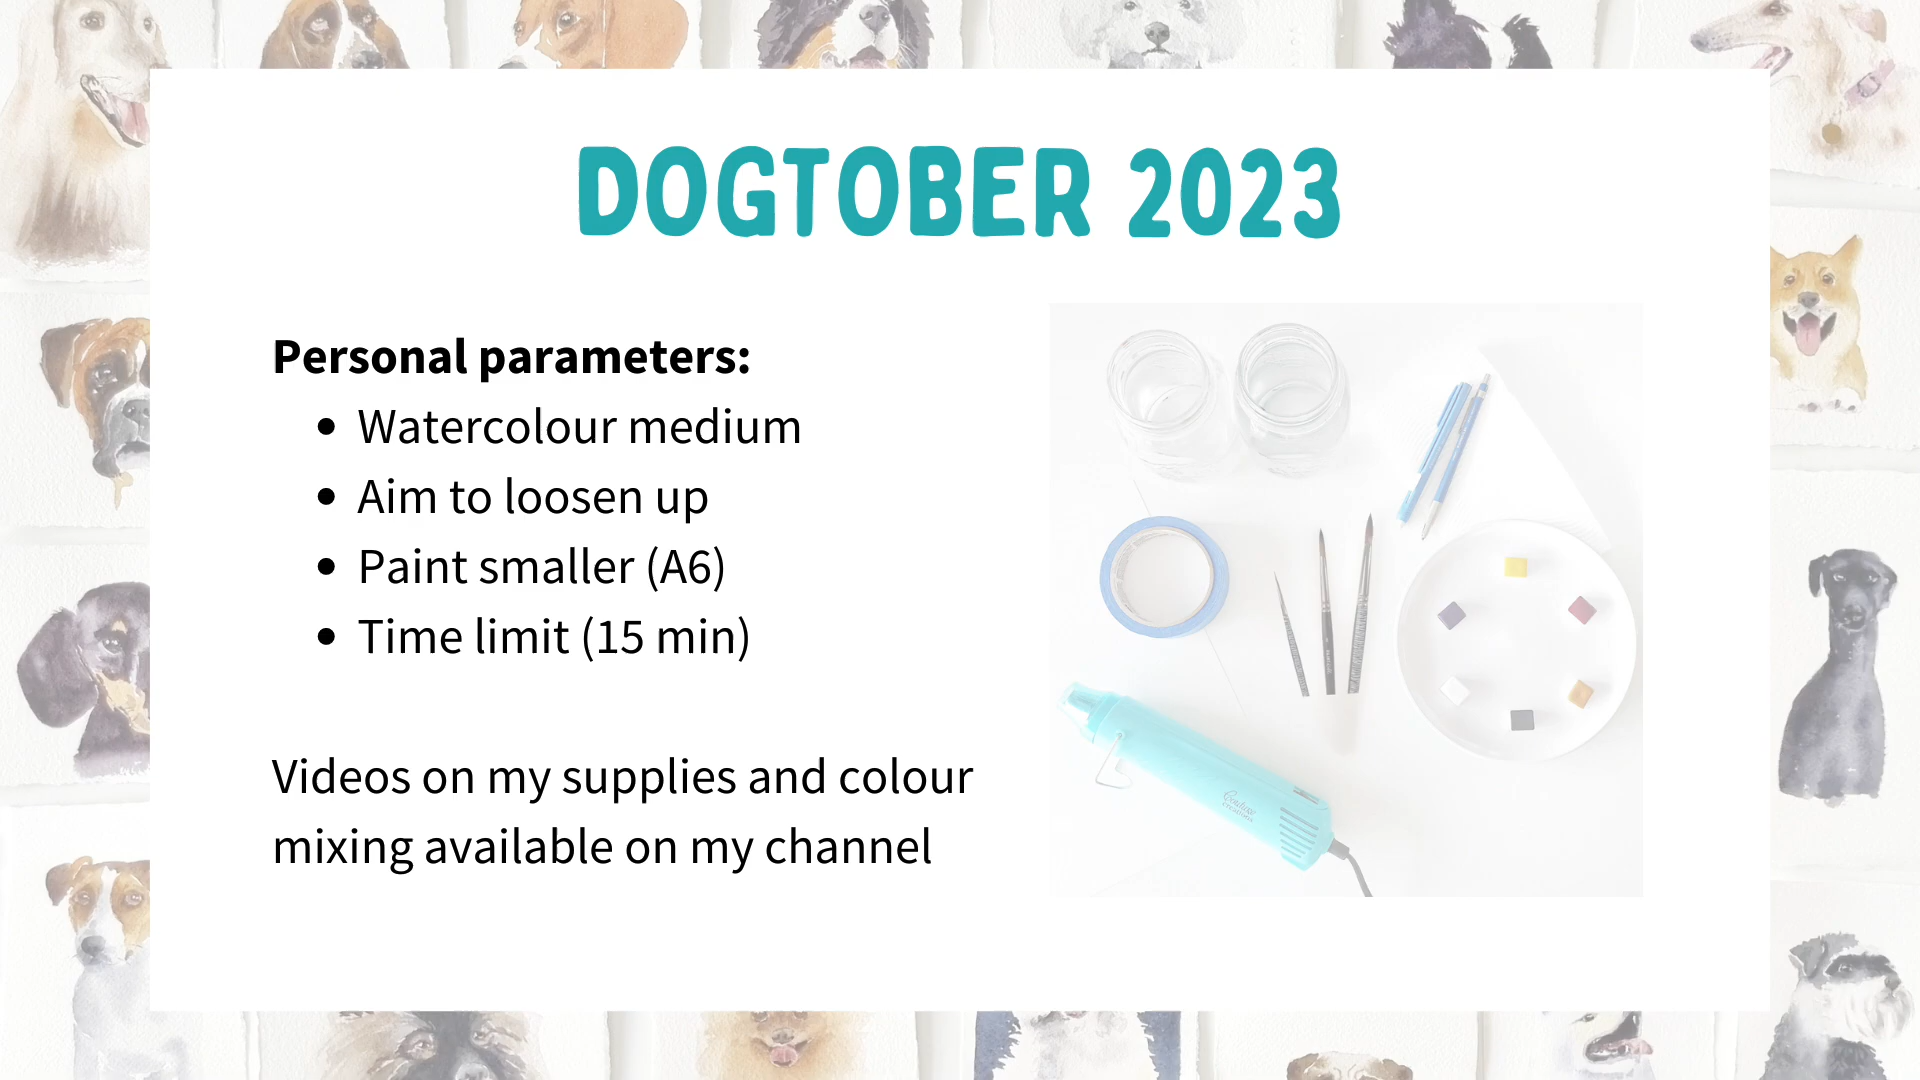 DOGTOBER 2023
Personal parameters:
• Watercolour medium
• Aim to loosen up
• Paint smaller (A6)
• Time limit (15 min)
Videos on my supplies and colour
mixing available on my channel